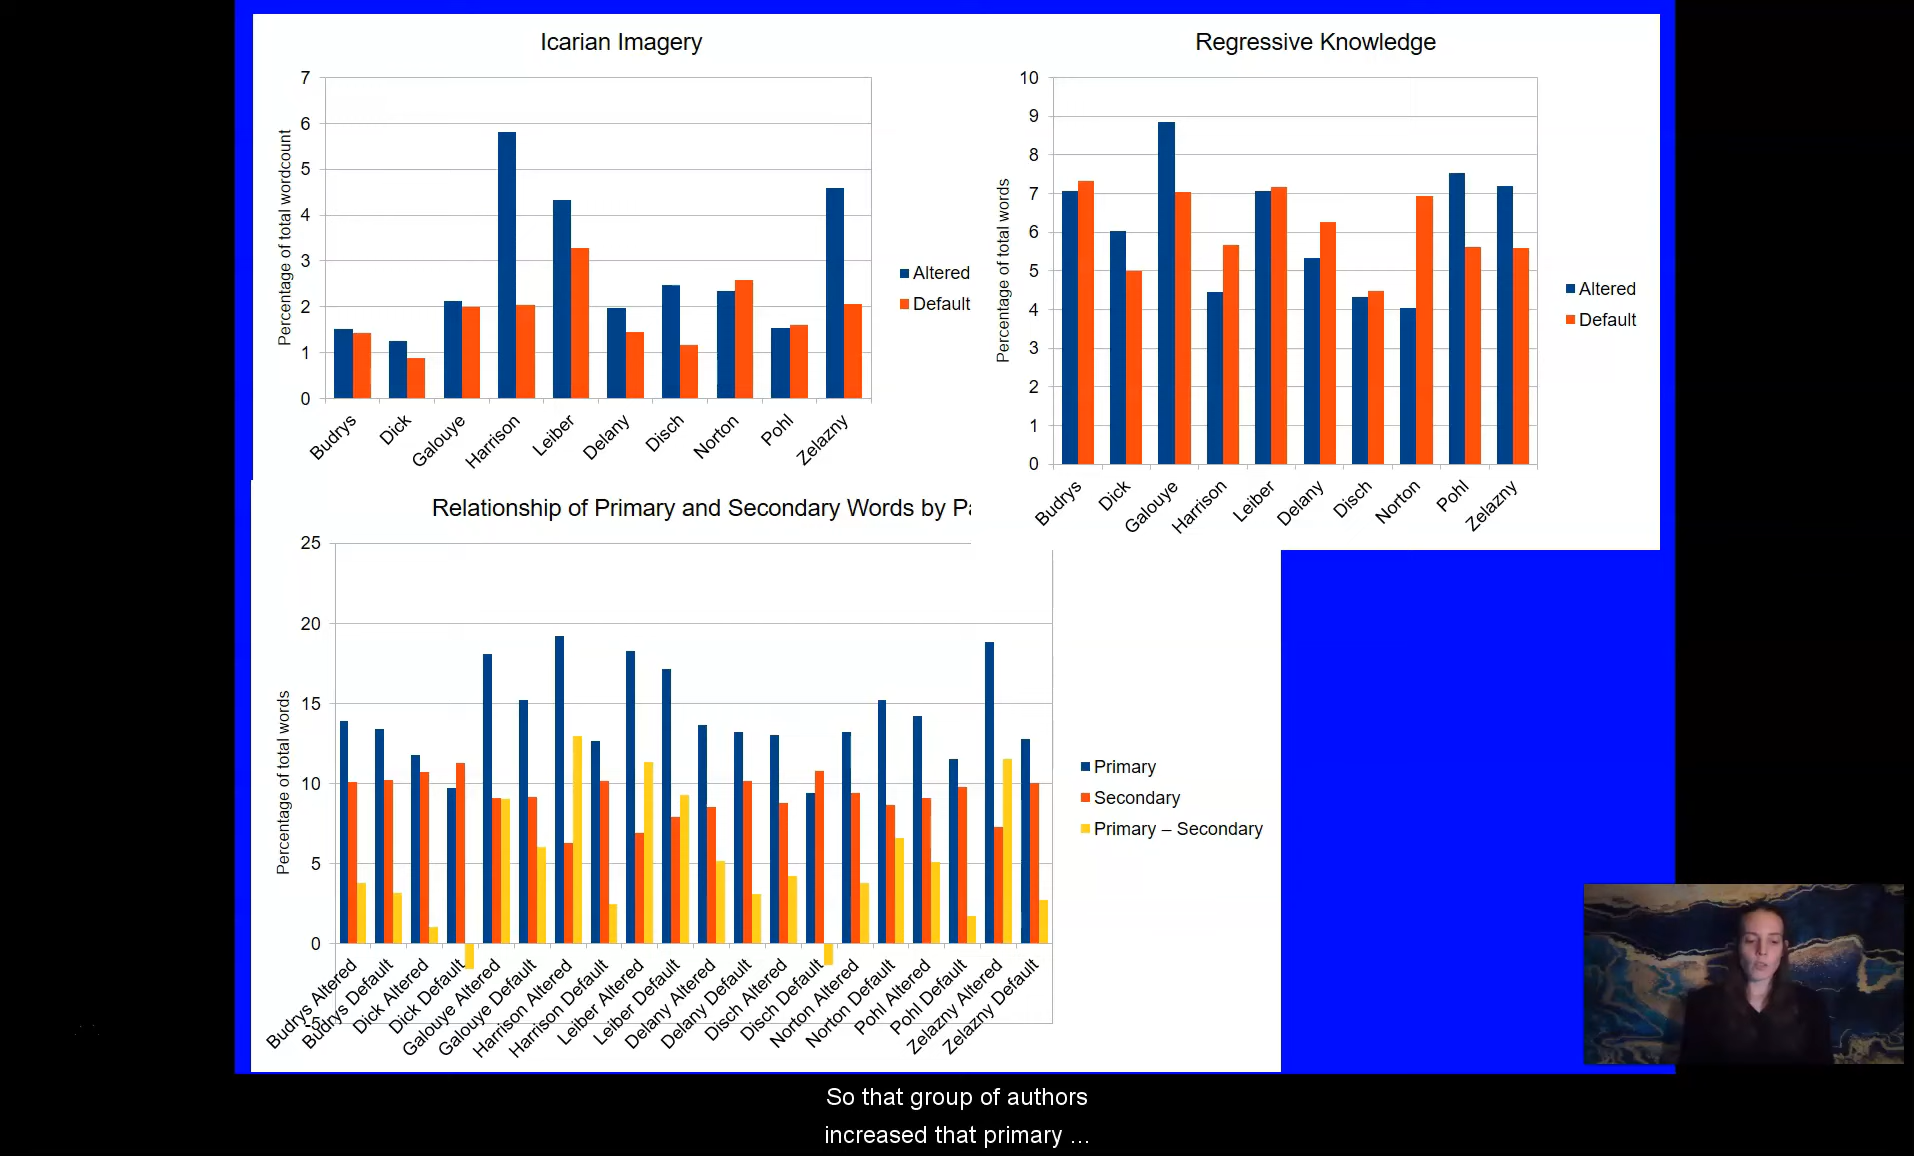 Icarian Imagery
Percentage of total wordcount
7
6
5
4
3
2
1
0
Budrys
Dick
Galouye
Harrison
Leiber
Delany
Disch
Norton
Pohl
Zelazny
Altered
Default
Regressive Knowledge
Percentage of total words
10
9
8
7
6
5
4
3
2
1
0
Budrys
Dick
Galouye
Harrison
Leiber
Delany
Disch
Norton
Pohl
Zelazny
Altered
Default
Relationship of Primary and Secondary Words by Pa
Percentage of total words
25
20
15
10
5
0
-5
Budrys Altered
Budrys Default
Dick Altered
Dick Default
Galouye Altered
Galouye Default
Harrison Altered
Harrison Default
Leiber Altered
Leiber Default
Delany Altered
Delany Default
Disch Altered
Disch Default
Norton Altered
Norton Default
Pohl Altered
Pohl Default
Zelazny Altered
Zelazny Default
Primary
Secondary
Primary – Secondary
So that group of authors
increased that primary ...